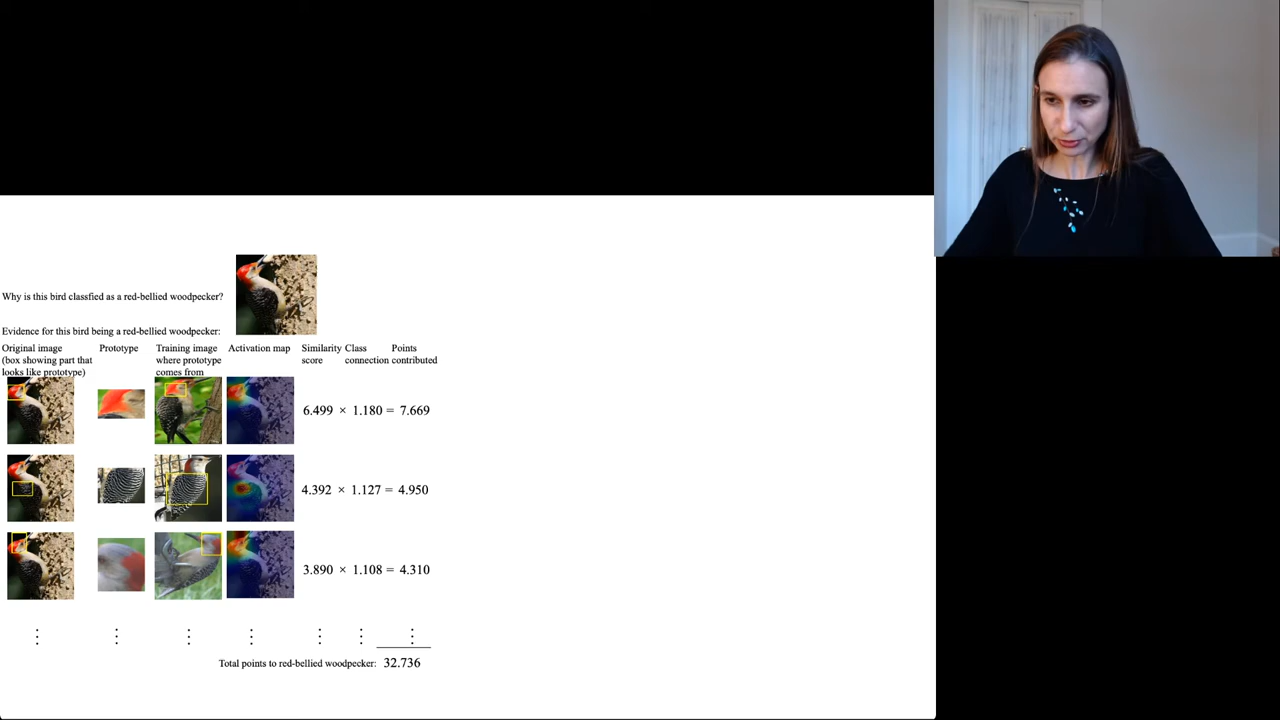 Why is this bird classfied as a red-bellied woodpecker?
Evidence for this bird being a red-bellied woodpecker:
Original image
(box showing part that
looks like prototype)
Prototype
Training image
where prototype
comes from
Activation map
Similarity
score
Class
connection
Points
contributed
6.499 × 1.180 = 7.669
4.392 × 1.127 = 4.950
3.890 × 1.108 = 4.310
Total points to red-bellied woodpecker: 32.736